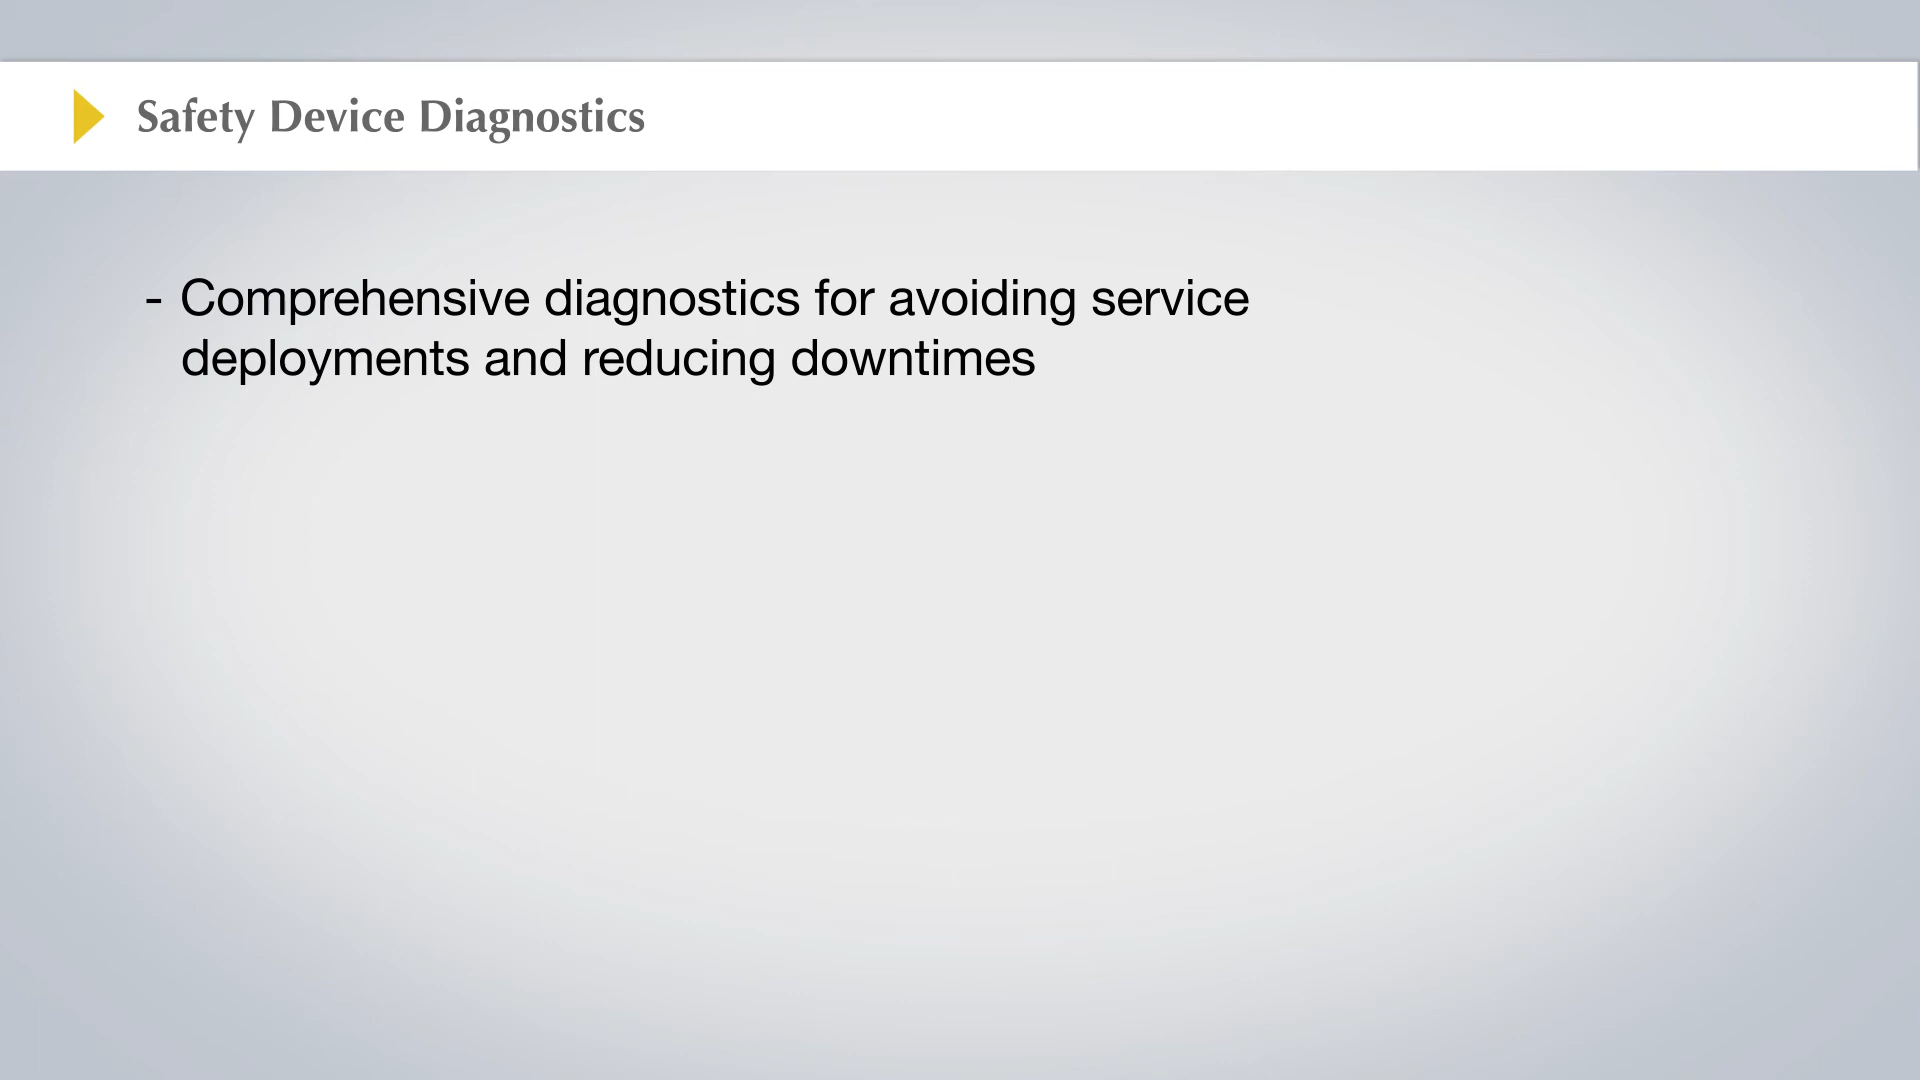 Safety Device Diagnostics
- Comprehensive diagnostics for avoiding service
deployments and reducing downtimes